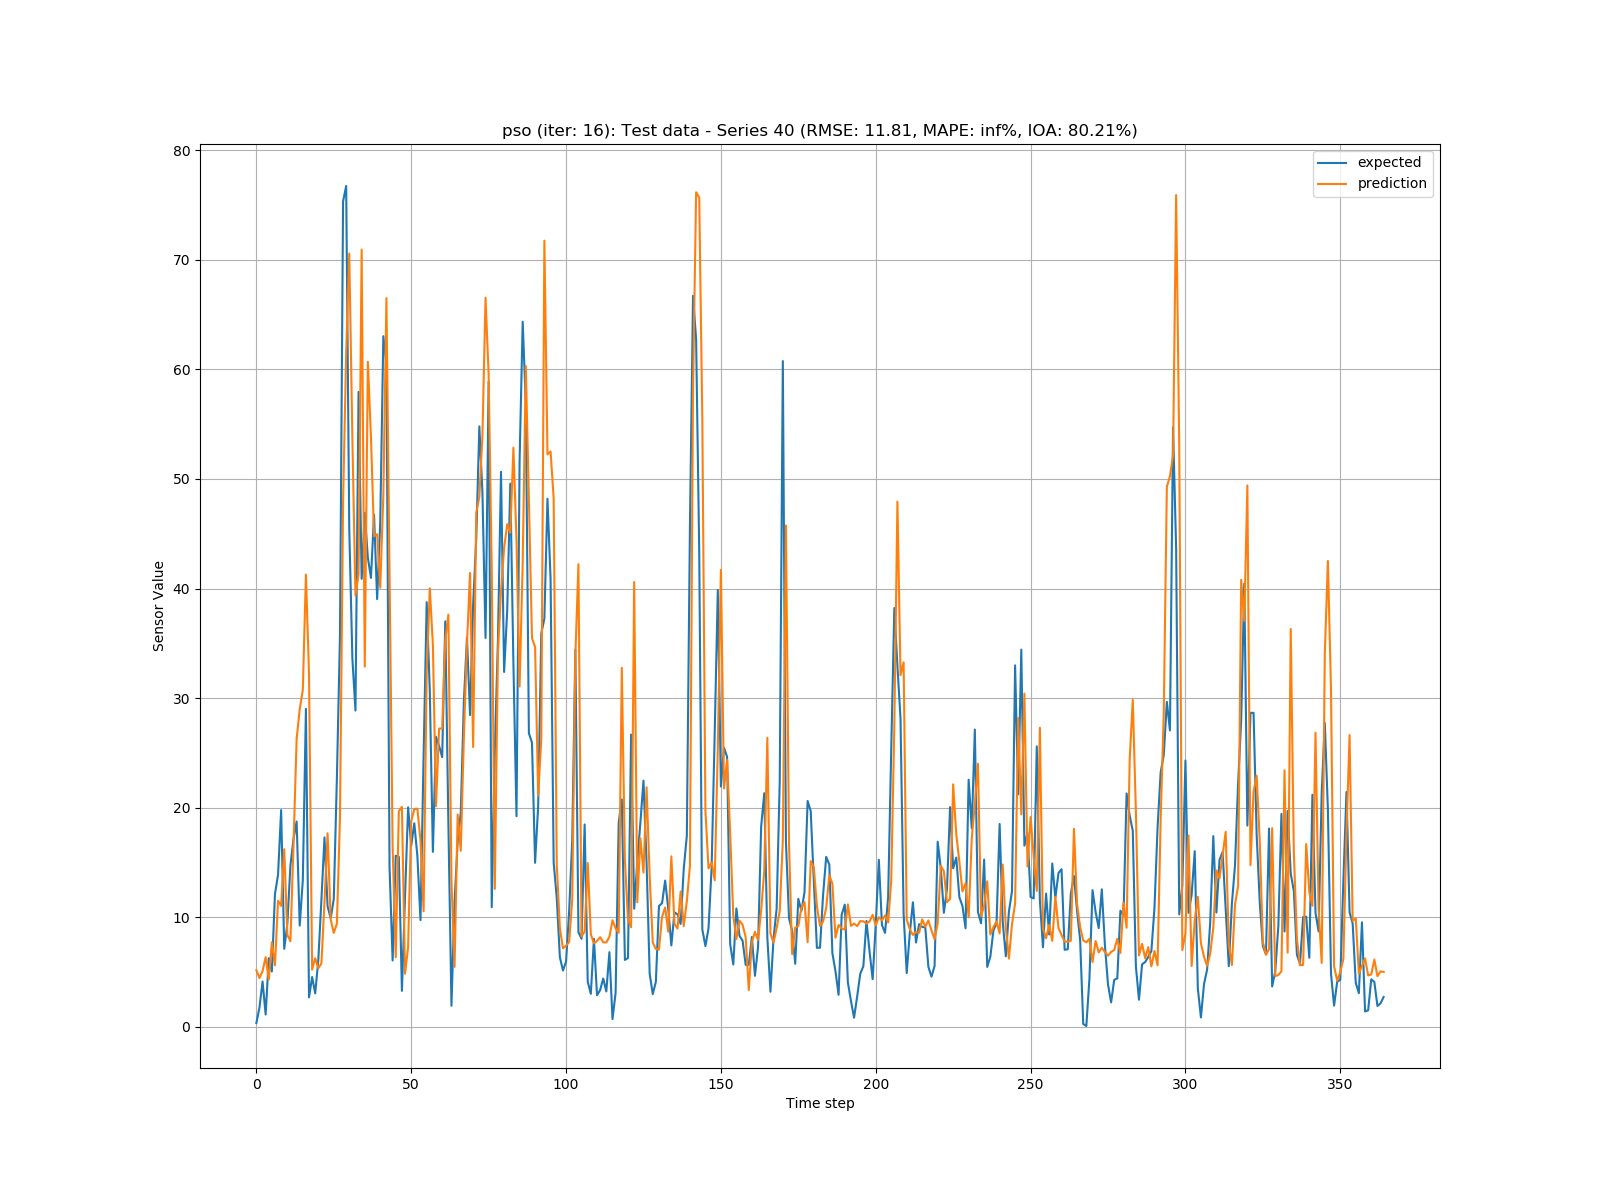 pso (iter: 16): Test data - Series 40 (RMSE: 11.81, MAPE: inf%, IOA: 80.21%)
expected
prediction
80
70
60
50
40
30
20
10
0
Sensor Value
0 50 100 150 200 250 300 350
Time step